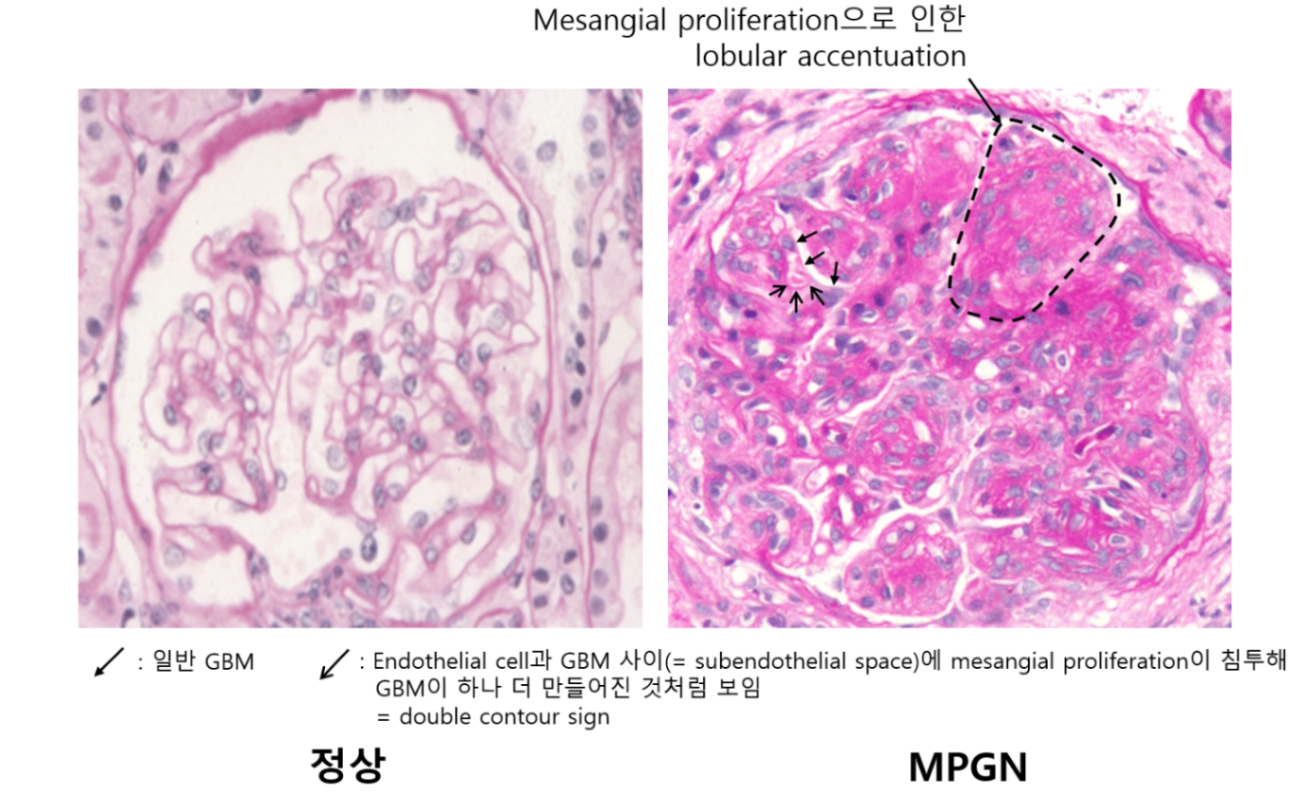 Mesangial proliferation으로 인한
lobular accentuation
: 일반 GBM
: Endothelial cell과 GBM 사이(= subendothelial space)에 mesangial proliferation이 침투해
GBM이 하나 더 만들어진 것처럼 보임
= double contour sign
정상
MPGN